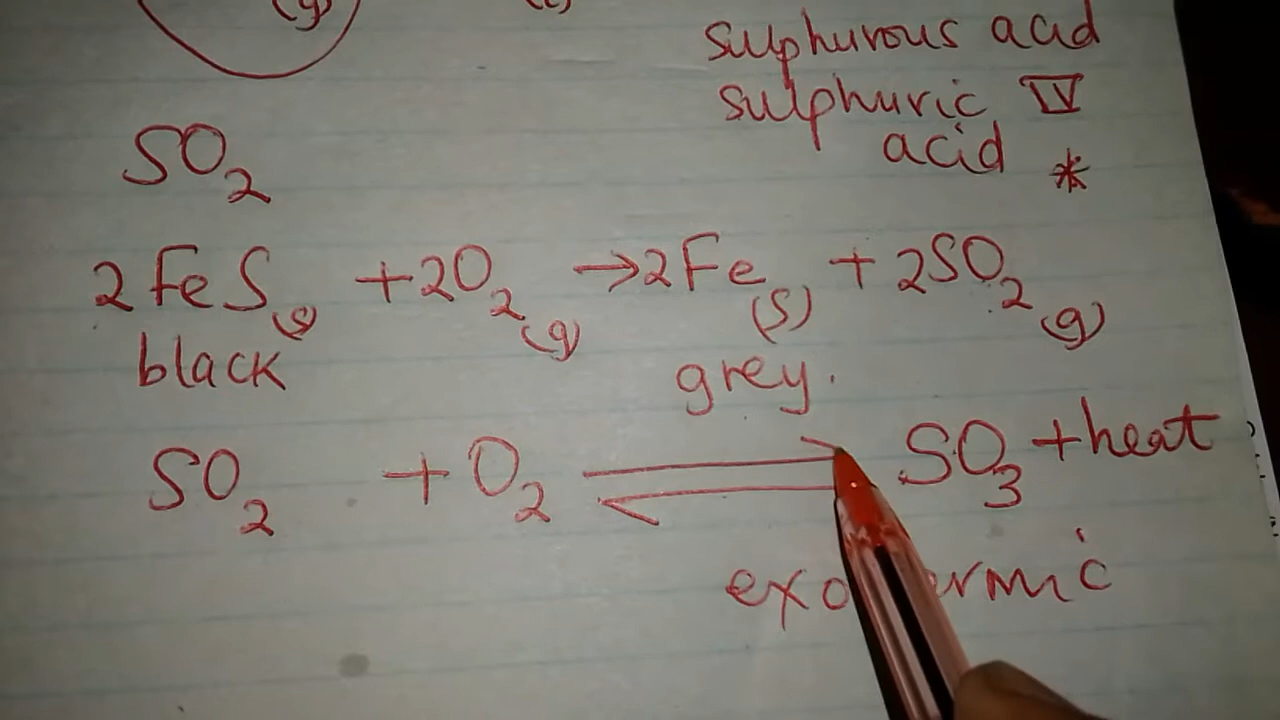 (g)
sulphurous acid
sulphuric IV
acid *
SO2
2FeS(s) +2O2(g) →2Fe(s) + 2SO2(g)
black grey.
SO2 +O2 ⇌ SO3 +heat